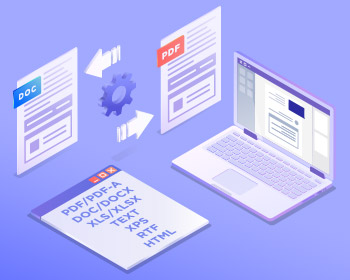 DOC
PDF
PDF/PDF-A
DOC/DOCX
XLS/XLSX
TEXT
XPS
RTF
HTML